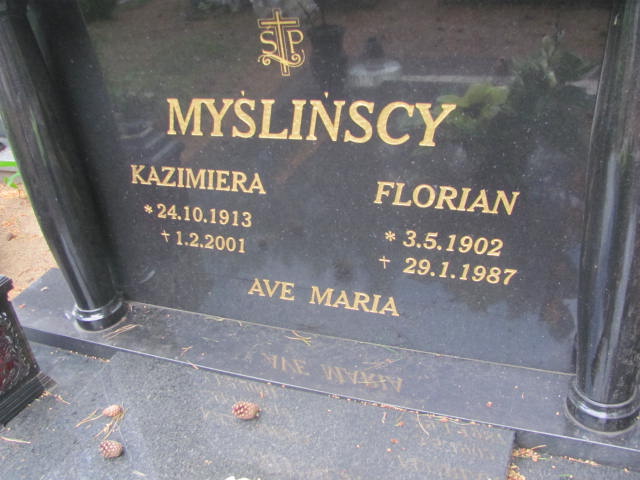 SP
MYŚLIŃSCY
KAZIMIERA
*24.10.1913
†1.2.2001
FLORIAN
* 3.5.1902
† 29.1.1987
AVE MARIA